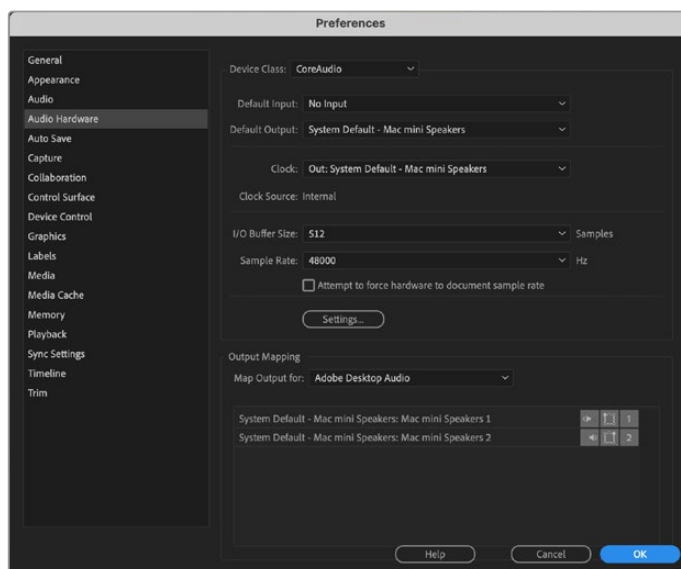 Preferences
General
Appearance
Audio
Audio Hardware
Auto Save
Capture
Collaboration
Control Surface
Device Control
Graphics
Labels
Media
Media Cache
Memory
Playback
Sync Settings
Timeline
Trim
Device Class: CoreAudio
Default Input: No Input
Default Output: System Default - Mac mini Speakers
Clock: Out: System Default - Mac mini Speakers
Clock Source: Internal
I/O Buffer Size: 512 Samples
Sample Rate: 48000 Hz
Attempt to force hardware to document sample rate
Settings...
Output Mapping
Map Output for: Adobe Desktop Audio
System Default - Mac mini Speakers: Mac mini Speakers 1 1
System Default - Mac mini Speakers: Mac mini Speakers 2 2
Help Cancel OK